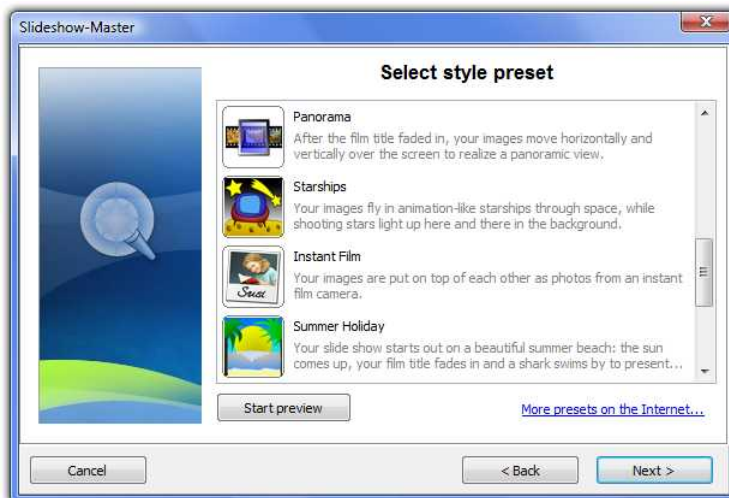 Slideshow-Master
Select style preset
Panorama
After the film title faded in, your images move horizontally and
vertically over the screen to realize a panoramic view.
Starships
Your images fly in animation-like starships through space, while
shooting stars light up here and there in the background.
Instant Film
Your images are put on top of each other as photos from an instant
film camera.
Susi
Summer Holiday
Your slide show starts out on a beautiful summer beach: the sun
comes up, your film title fades in and a shark swims by to present...
Start preview
More presets on the Internet...
Cancel
< Back
Next >